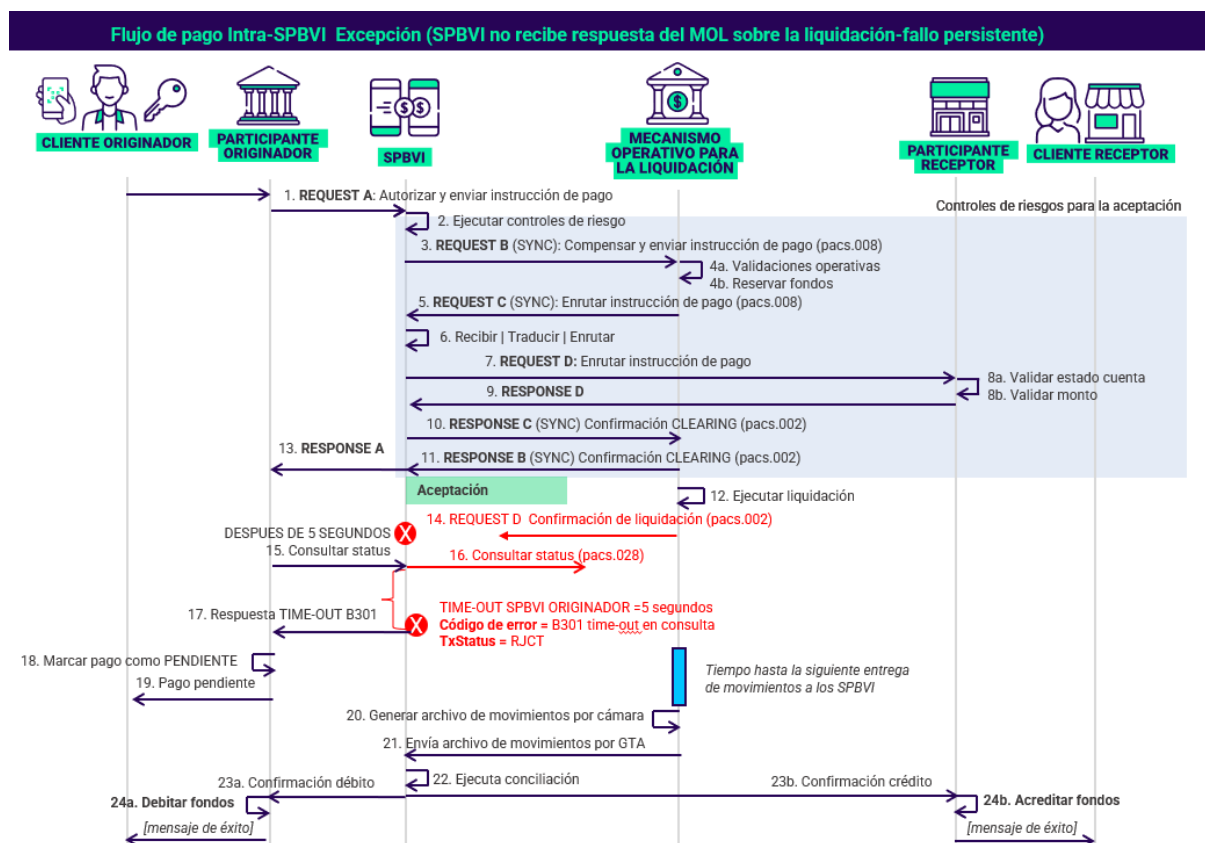 Flujo de pago Intra-SPBVI Excepción (SPBVI no recibe respuesta del MOL sobre la liquidación-fallo persistente)
CLIENTE ORIGINADOR
PARTICIPANTE
ORIGINADOR
SPBVI
MECANISMO
OPERATIVO PARA
LA LIQUIDACIÓN
PARTICIPANTE
RECEPTOR
CLIENTE RECEPTOR
1. REQUEST A: Autorizar y enviar instrucción de pago
Controles de riesgos para la aceptación
2. Ejecutar controles de riesgo
3. REQUEST B (SYNC): Compensar y enviar instrucción de pago (pacs.008)
4a. Validaciones operativas
4b. Reservar fondos
5. REQUEST C (SYNC): Enrutar instrucción de pago (pacs.008)
6. Recibir | Traducir | Enrutar
7. REQUEST D: Enrutar instrucción de pago
8a. Validar estado cuenta
8b. Validar monto
9. RESPONSE D
10. RESPONSE C (SYNC) Confirmación CLEARING (pacs.002)
13. RESPONSE A
11. RESPONSE B (SYNC) Confirmación CLEARING (pacs.002)
Aceptación
12. Ejecutar liquidación
14. REQUEST D Confirmación de liquidación (pacs.002)
DESPUES DE 5 SEGUNDOS
X
15. Consultar status
16. Consultar status (pacs.028)
17. Respuesta TIME-OUT B301
X
TIME-OUT SPBVI ORIGINADOR =5 segundos
Código de error = B301 time-out en consulta
TxStatus = RJCT
18. Marcar pago como PENDIENTE
19. Pago pendiente
Tiempo hasta la siguiente entrega
de movimientos a los SPBVI
20. Generar archivo de movimientos por cámara
21. Envía archivo de movimientos por GTA
22. Ejecuta conciliación
23a. Confirmación débito
23b. Confirmación crédito
24a. Debitar fondos
24b. Acreditar fondos
[mensaje de éxito]
[mensaje de éxito]